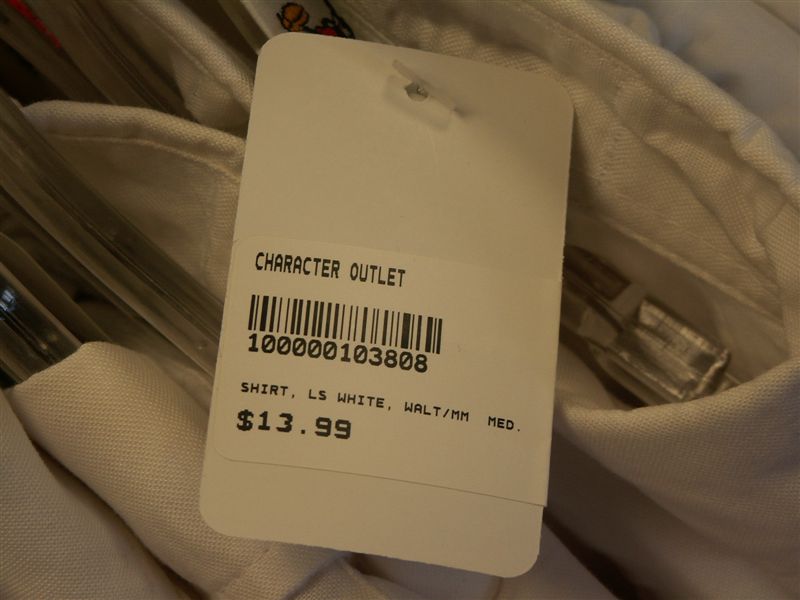 CHARACTER OUTLET
100000103808
SHIRT, LS WHITE, WALT/MM MED.
$13.99